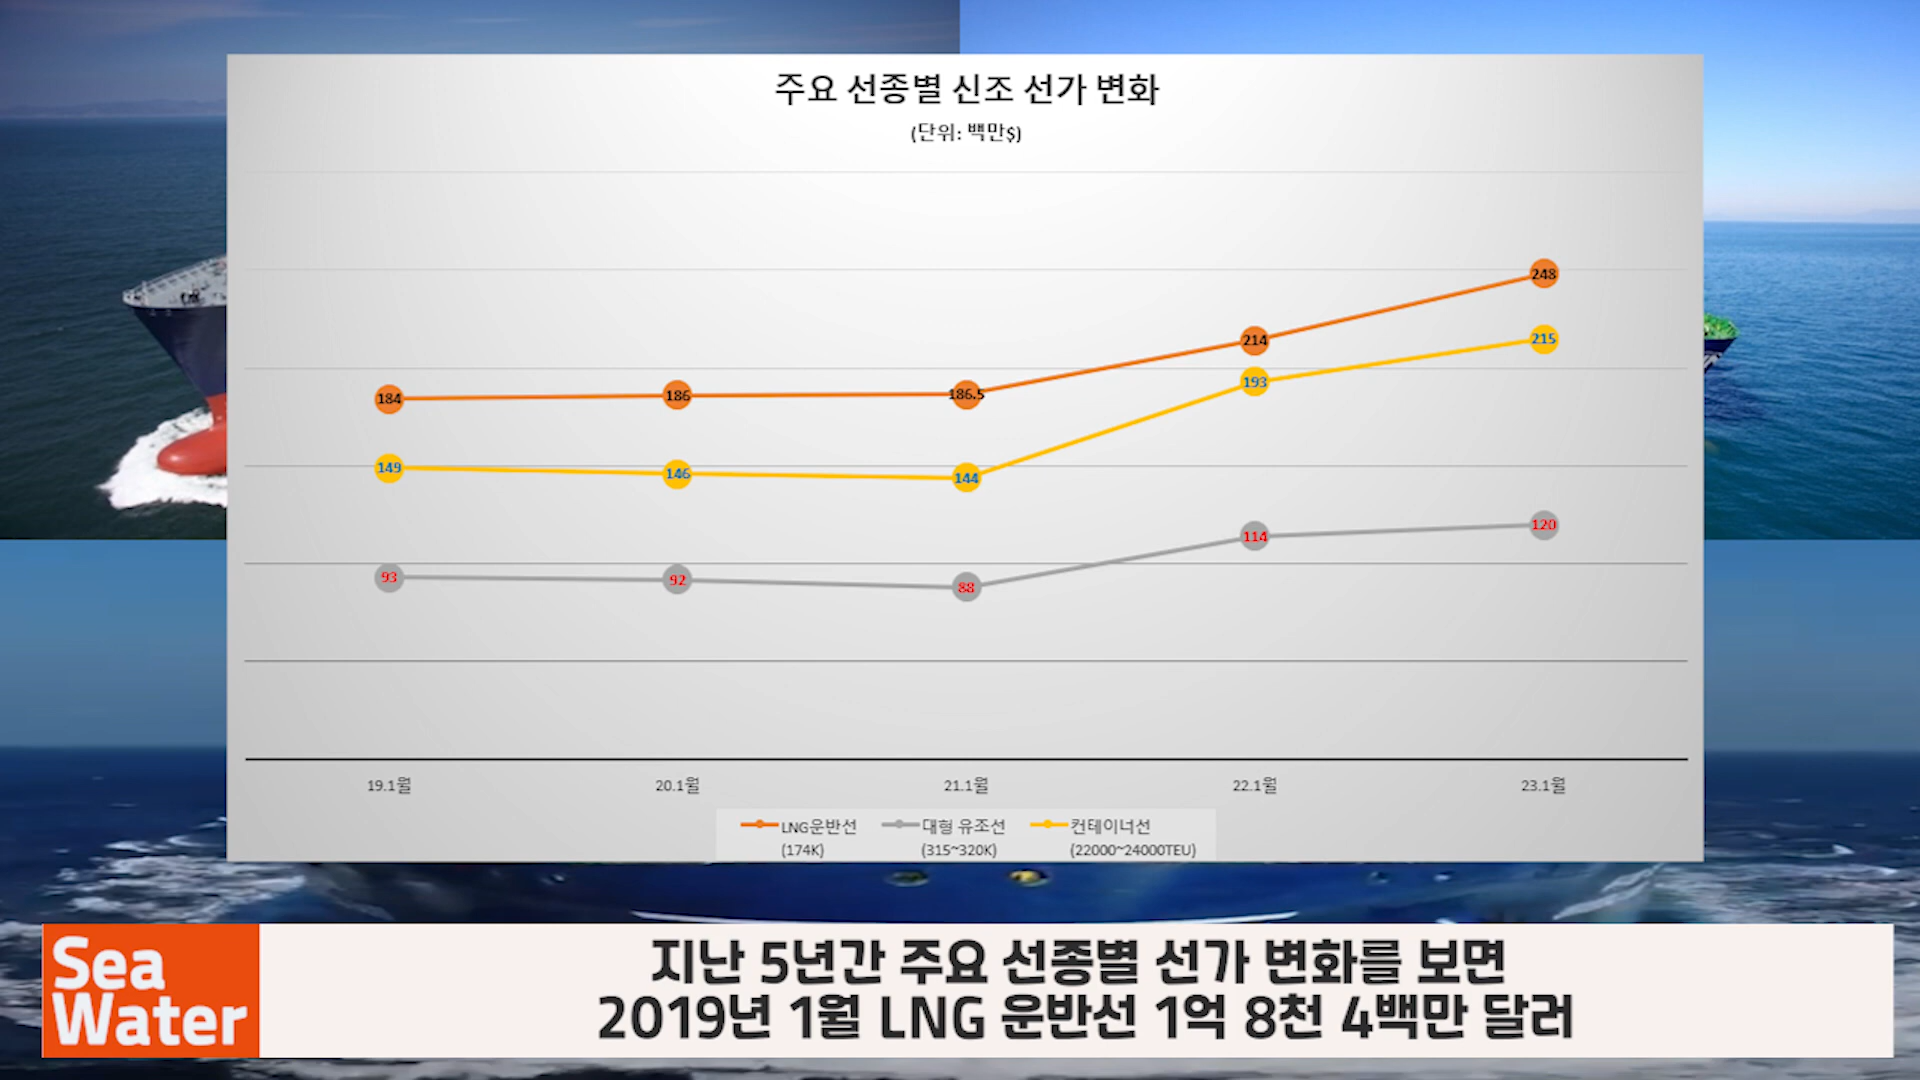 주요 선종별 신조 선가 변화
(단위: 백만$)
248
214
215
193
184
186
186.5
149
146
144
114
120
93
92
88
19.1월
20.1월
21.1월
22.1월
23.1월
LNG운반선
(174K)
대형 유조선
(315~320K)
컨테이너선
(22000~24000TEU)
Sea
Water
지난 5년간 주요 선종별 선가 변화를 보면
2019년 1월 LNG 운반선 1억 8천 4백만 달러